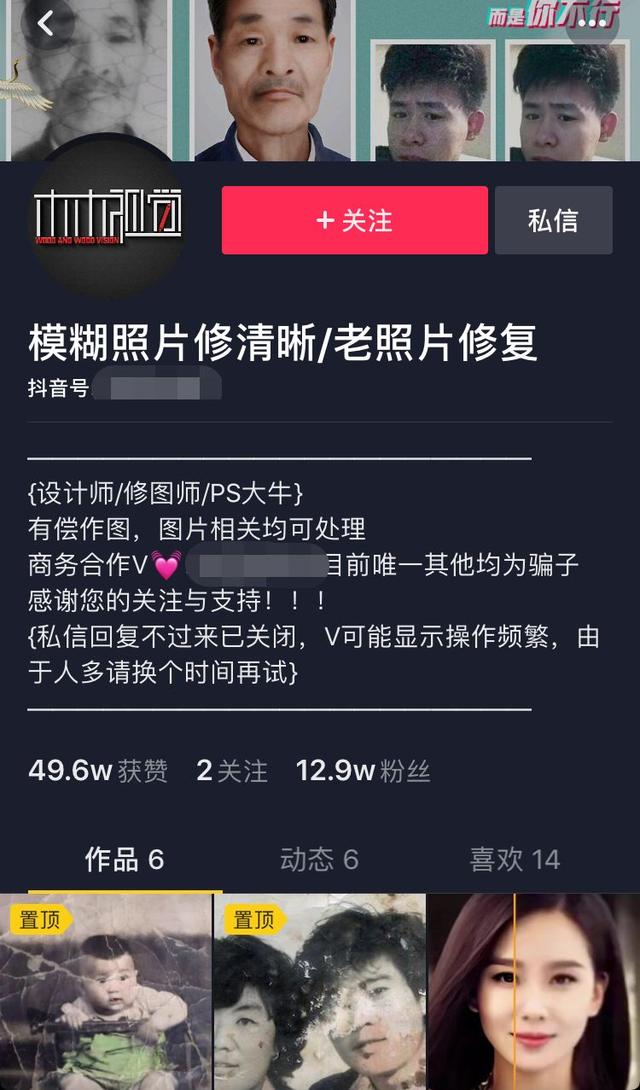 而是你不行
木木视觉
WOOD AND WOOD VISION
+ 关注
私信
模糊照片修清晰/老照片修复
抖音号
{设计师/修图师/PS大牛}
有偿作图，图片相关均可处理
商务合作V💓 目前唯一其他均为骗子
感谢您的关注与支持！！！
{私信回复不过来已关闭，V可能显示操作频繁，由
于人多请换个时间再试}
49.6w获赞 2关注 12.9w粉丝
作品 6 动态 6 喜欢 14
置顶 置顶